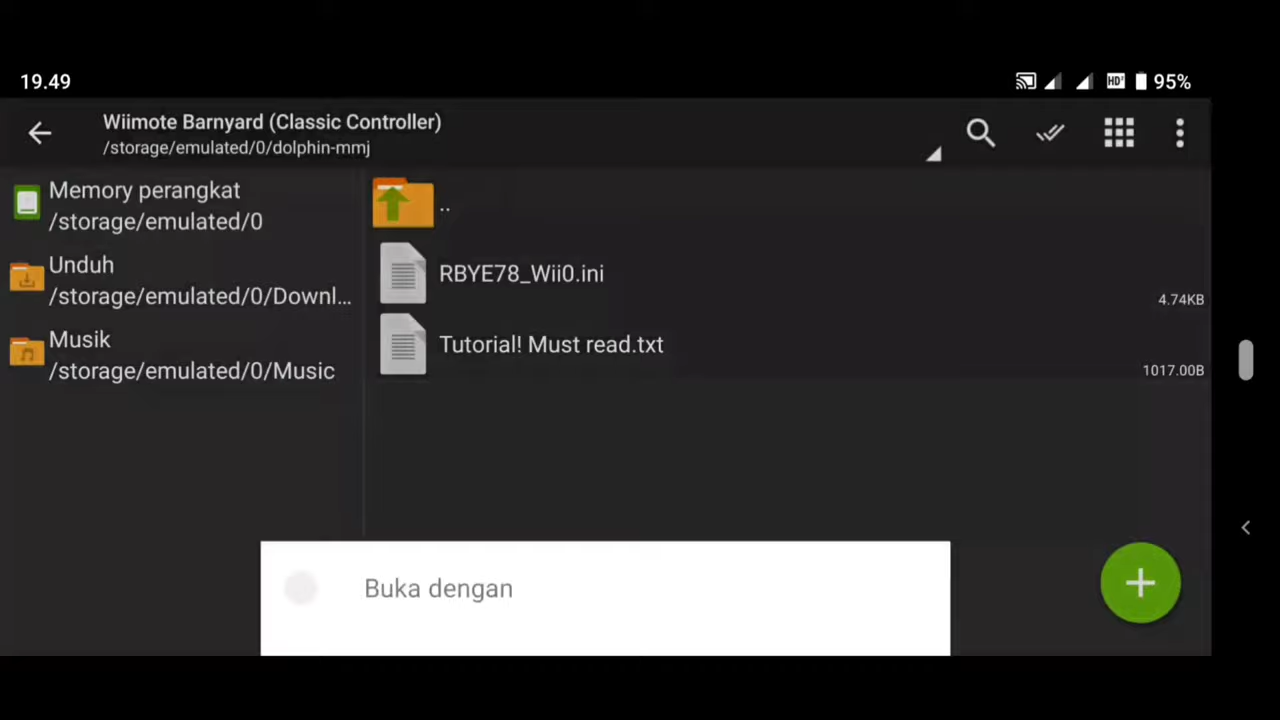 19.49
HD² 95%
Wiimote Barnyard (Classic Controller)
/storage/emulated/0/dolphin-mmj
Memory perangkat
/storage/emulated/0
Unduh
/storage/emulated/0/Downl...
Musik
/storage/emulated/0/Music
..
RBYE78_Wii0.ini
4.74KB
Tutorial! Must read.txt
1017.00B
Buka dengan